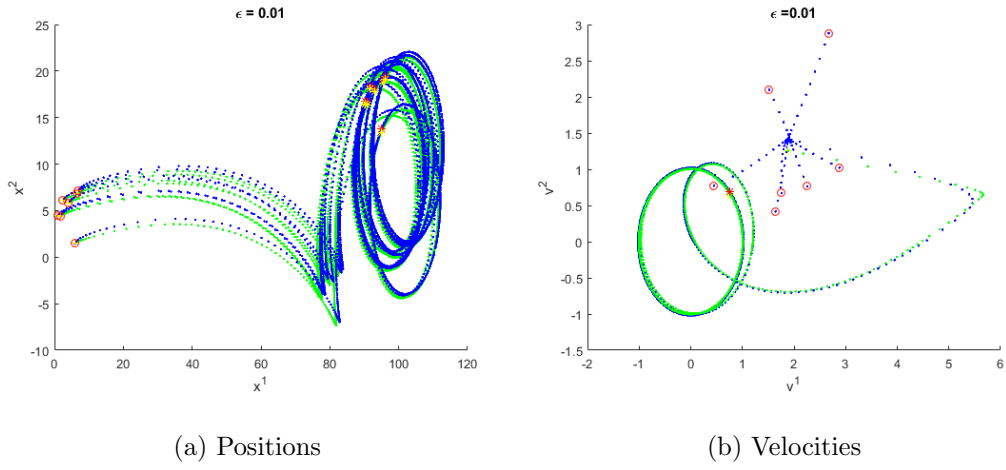 ϵ = 0.01
25
20
15
10
5
0
-5
-10
x²
0 20 40 60 80 100 120
x¹
(a) Positions
ϵ =0.01
3
2.5
2
1.5
1
0.5
0
-0.5
-1
-1.5
v²
-2 -1 0 1 2 3 4 5 6
v¹
(b) Velocities